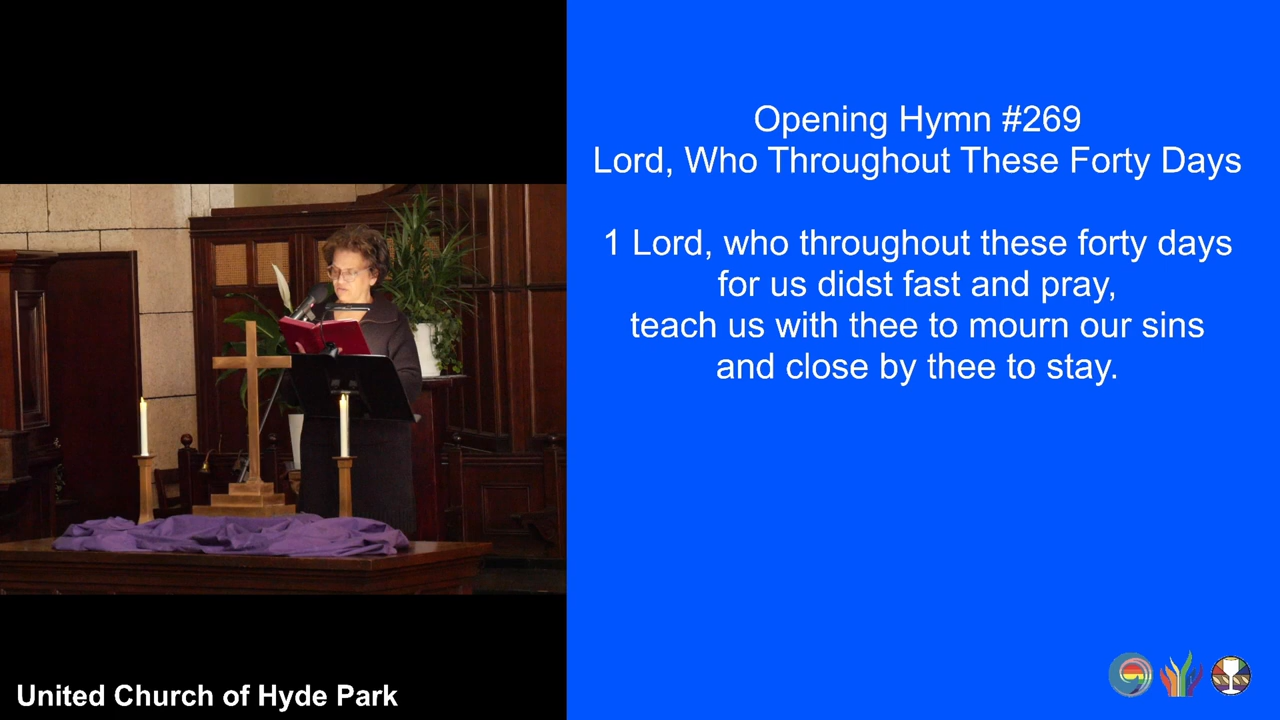 Opening Hymn #269
Lord, Who Throughout These Forty Days
1 Lord, who throughout these forty days
for us didst fast and pray,
teach us with thee to mourn our sins
and close by thee to stay.
United Church of Hyde Park